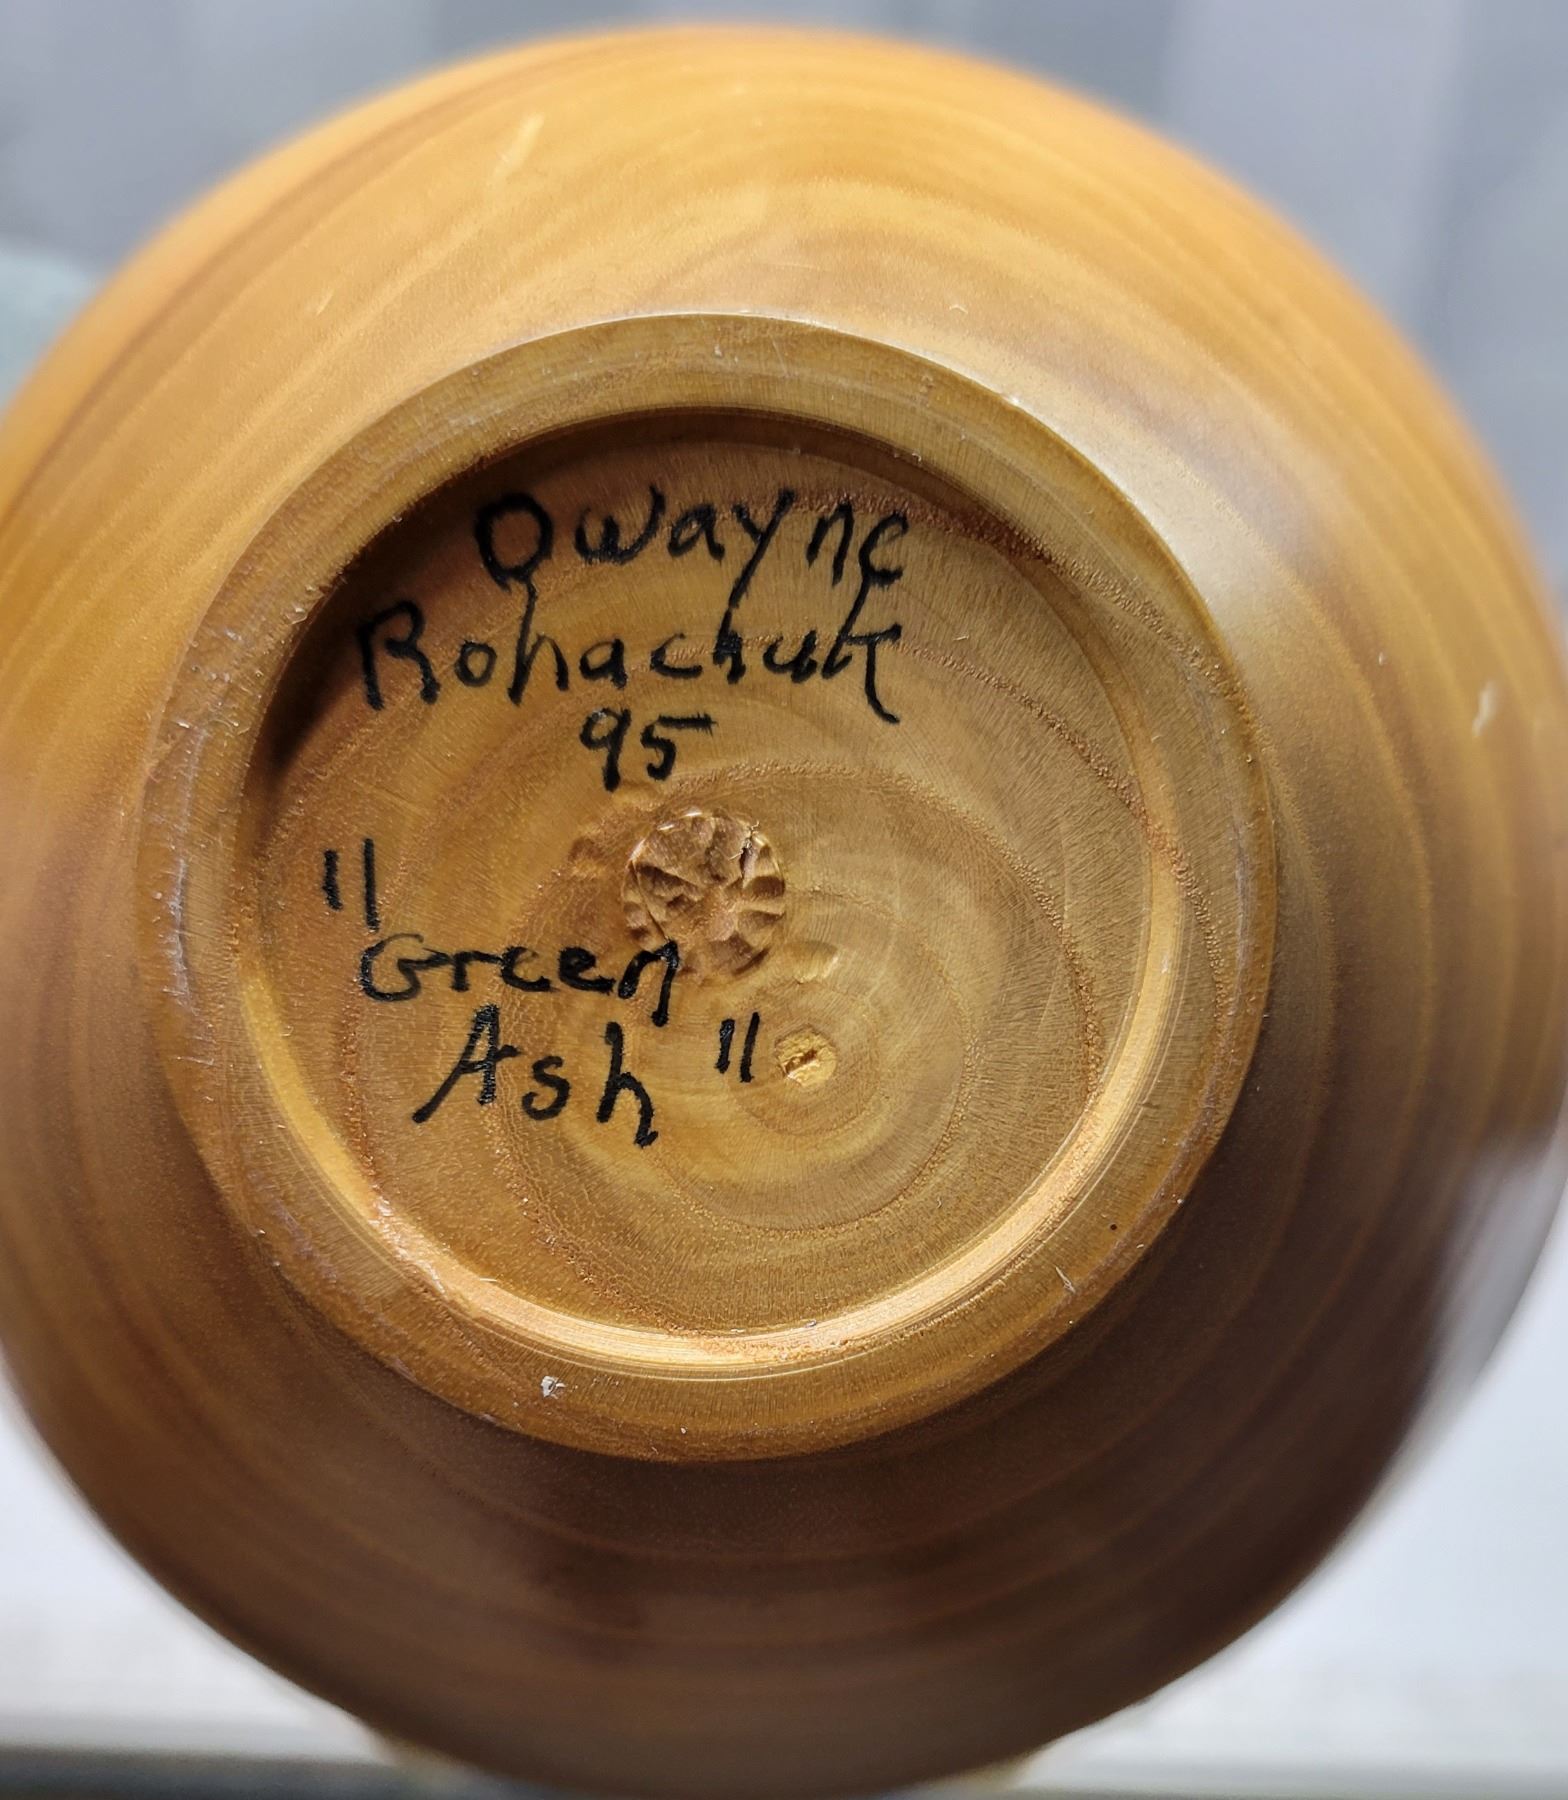 Dwayne
Rohachuk
95
"Green
Ash"